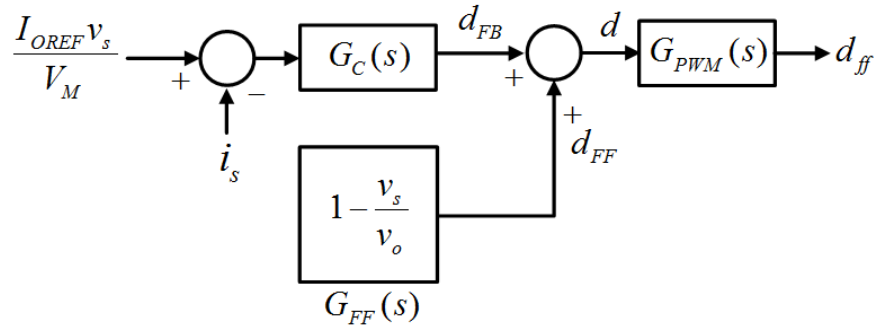 I_OREF v_s / V_M
+
−
i_s
G_C(s)
d_FB
+
+
d_FF
d
G_PWM(s)
d_ff
1 − v_s / v_o
G_FF(s)